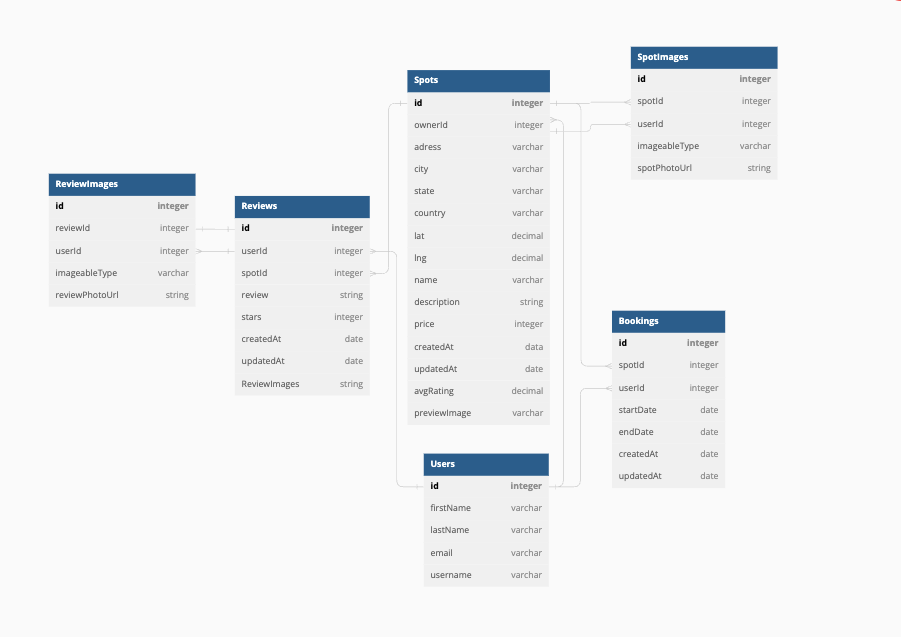 SpotImages
id integer
spotId integer
userId integer
imageableType varchar
spotPhotoUrl string
Spots
id integer
ownerId integer
adress varchar
city varchar
state varchar
country varchar
lat decimal
lng decimal
name varchar
description string
price integer
createdAt data
updatedAt date
avgRating decimal
previewImage varchar
ReviewImages
id integer
reviewId integer
userId integer
imageableType varchar
reviewPhotoUrl string
Reviews
id integer
userId integer
spotId integer
review string
stars integer
createdAt date
updatedAt date
ReviewImages string
Bookings
id integer
spotId integer
userId integer
startDate date
endDate date
createdAt date
updatedAt date
Users
id integer
firstName varchar
lastName varchar
email varchar
username varchar